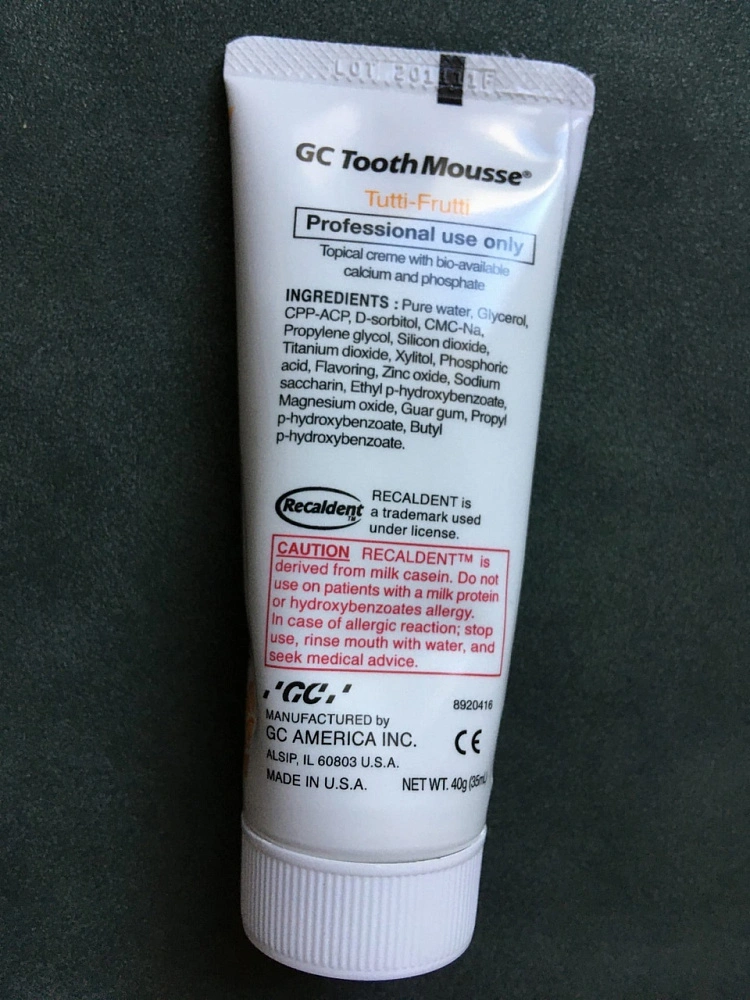 GC Tooth Mousse®
Tutti-Frutti
Professional use only
Topical creme with bio-available
calcium and phosphate
INGREDIENTS : Pure water, Glycerol,
CPP-ACP, D-sorbitol, CMC-Na,
Propylene glycol, Silicon dioxide,
Titanium dioxide, Xylitol, Phosphoric
acid, Flavoring, Zinc oxide, Sodium
saccharin, Ethyl p-hydroxybenzoate,
Magnesium oxide, Guar gum, Propyl
p-hydroxybenzoate, Butyl
p-hydroxybenzoate.
Recaldent™
RECALDENT is
a trademark used
under license.
CAUTION RECALDENT™ is
derived from milk casein. Do not
use on patients with a milk protein
or hydroxybenzoates allergy.
In case of allergic reaction; stop
use, rinse mouth with water, and
seek medical advice.
GC
8920416
MANUFACTURED by
GC AMERICA INC.
CE
ALSIP, IL 60803 U.S.A.
MADE IN U.S.A. NET WT. 40g (35mL)
LOT